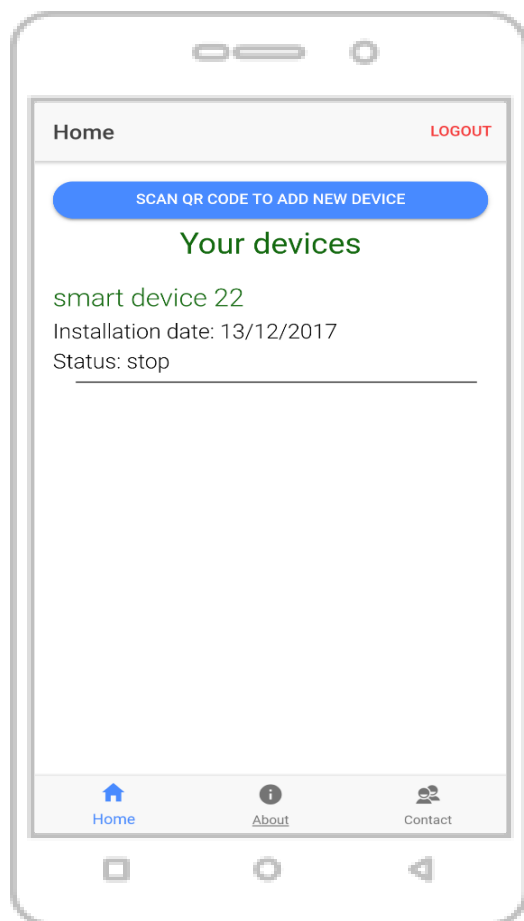 Home LOGOUT
SCAN QR CODE TO ADD NEW DEVICE
Your devices
smart device 22
Installation date: 13/12/2017
Status: stop
Home About Contact